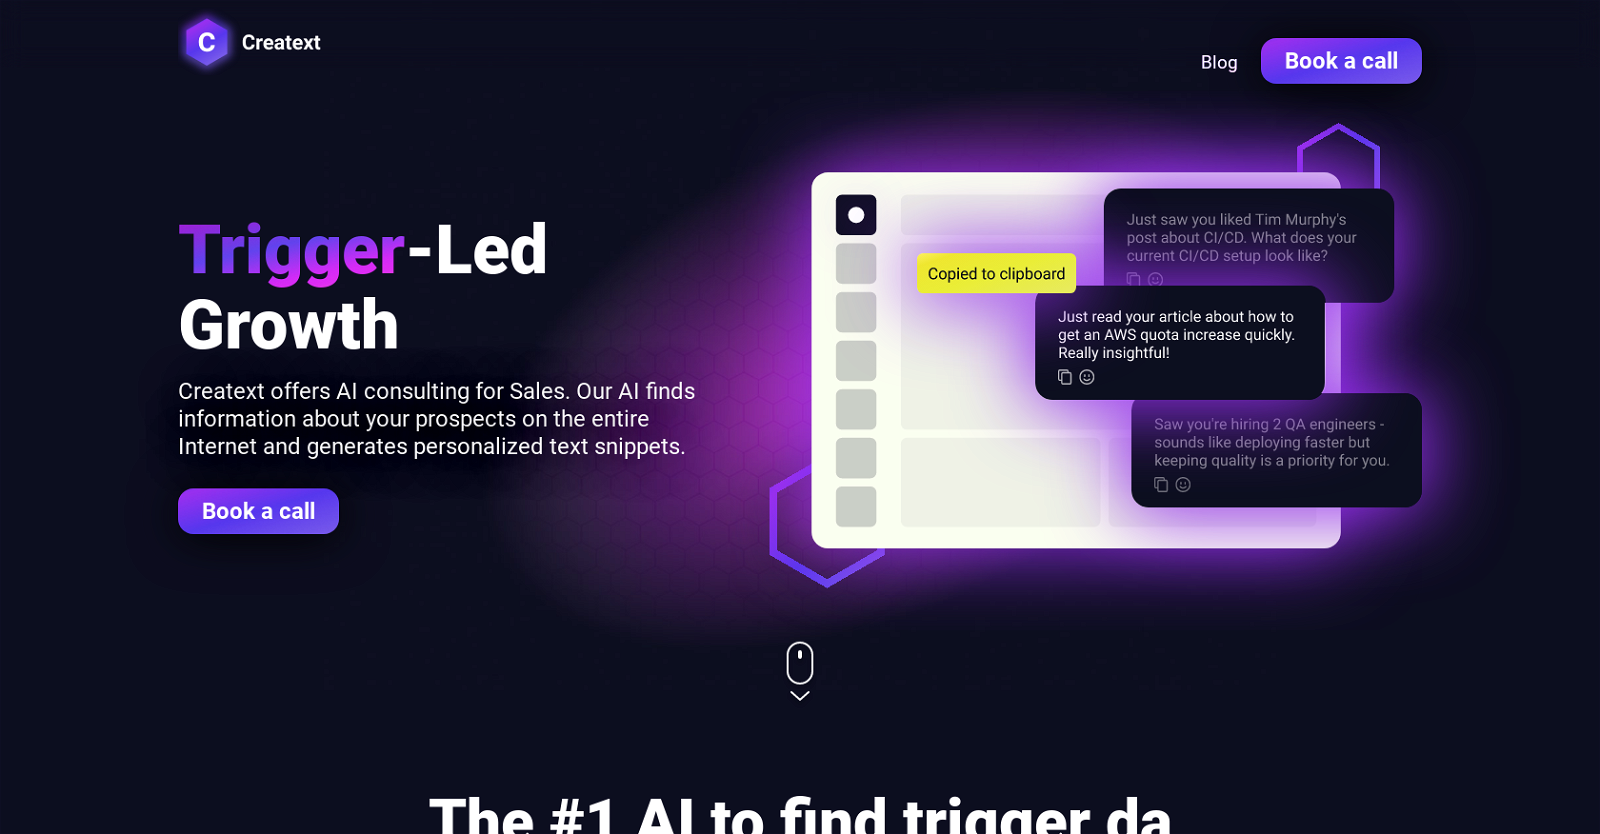 C Creatext
Blog
Book a call
Trigger-Led
Growth
Creatext offers AI consulting for Sales. Our AI finds
information about your prospects on the entire
Internet and generates personalized text snippets.
Book a call
Just saw you liked Tim Murphy's
post about CI/CD. What does your
current CI/CD setup look like?
Copied to clipboard
Just read your article about how to
get an AWS quota increase quickly.
Really insightful!
Saw you're hiring 2 QA engineers -
sounds like deploying faster but
keeping quality is a priority for you.
The #1 AI to find trigger da